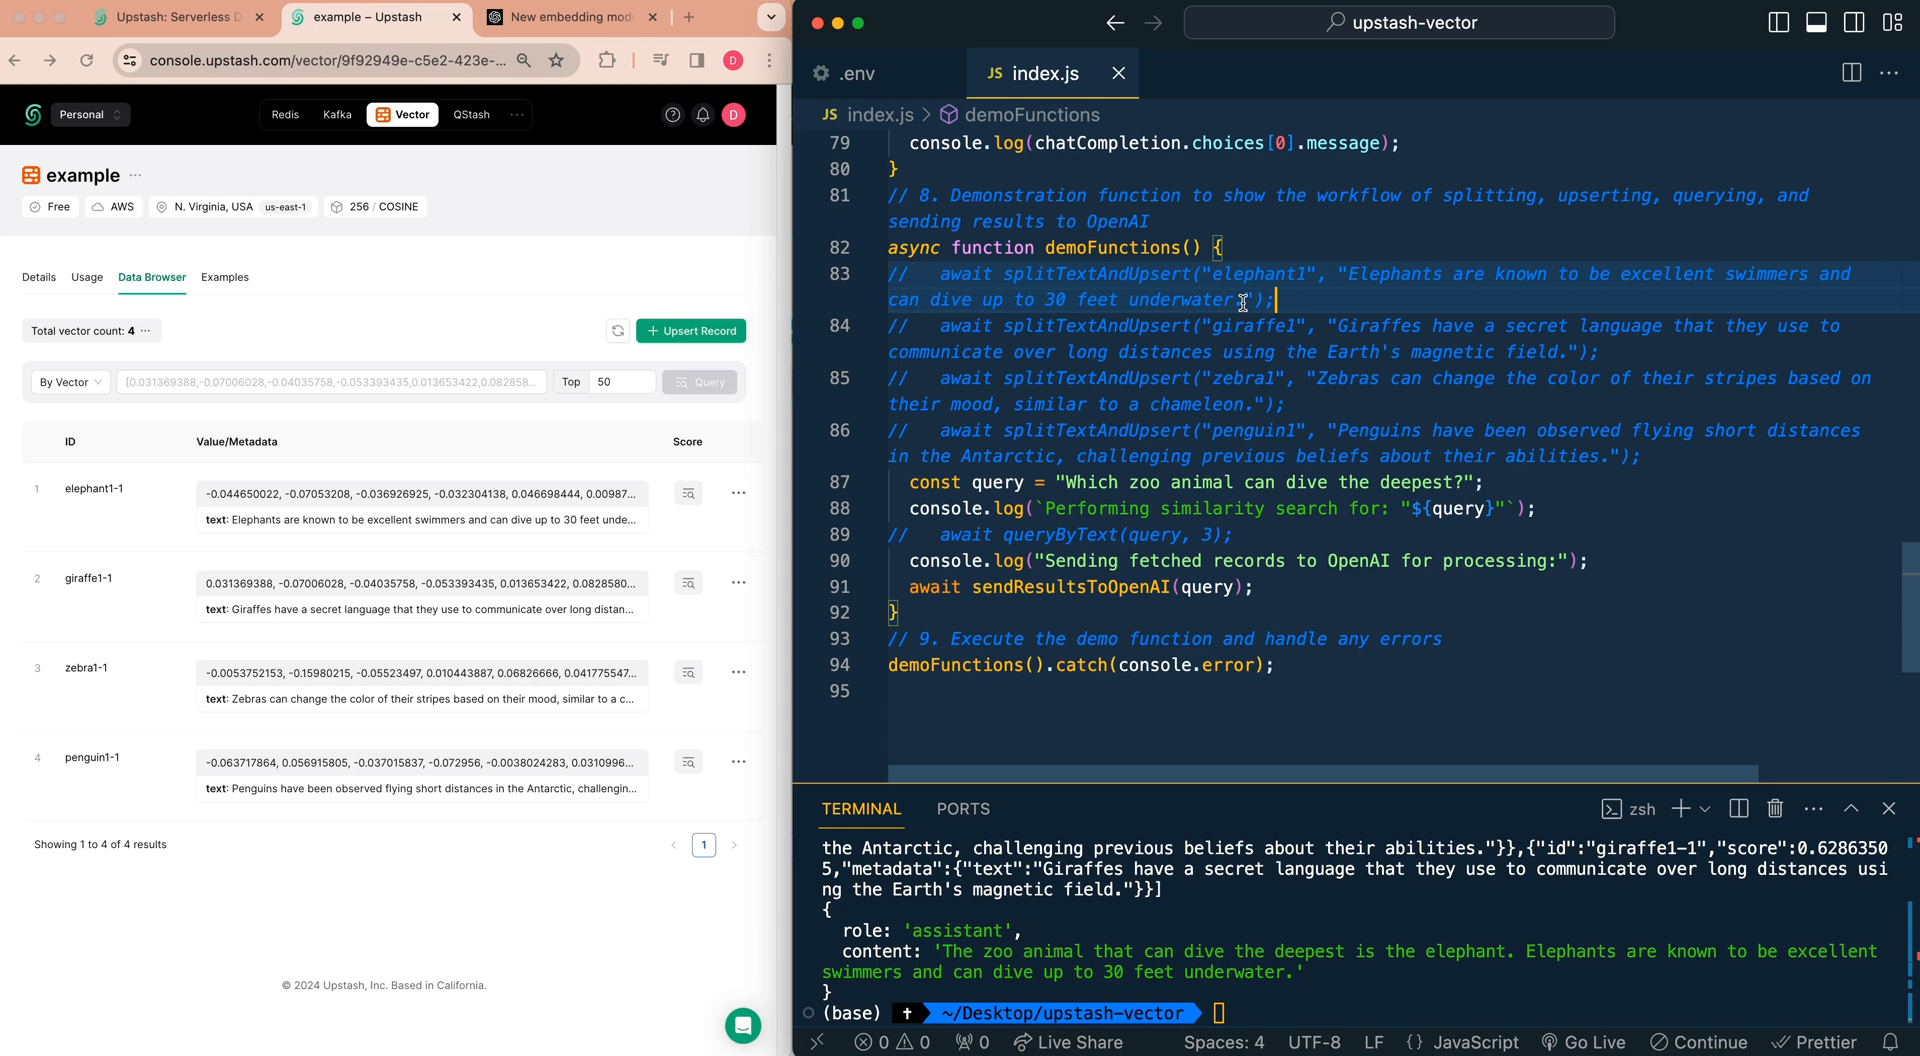 Upstash: Serverless D
example – Upstash
New embedding mod
console.upstash.com/vector/9f92949e-c5e2-423e-...
D
Personal
Redis
Kafka
Vector
QStash
D
example
Free
AWS
N. Virginia, USA us-east-1
256 / COSINE
Details
Usage
Data Browser
Examples
Total vector count: 4
+ Upsert Record
By Vector
[0.031369388,-0.07006028,-0.04035758,-0.053393435,0.013653422,0.082858...
Top
50
Query
ID
Value/Metadata
Score
1
elephant1-1
-0.044650022, -0.07053208, -0.036926925, -0.032304138, 0.046698444, 0.00987...
text: Elephants are known to be excellent swimmers and can dive up to 30 feet unde...
2
giraffe1-1
0.031369388, -0.07006028, -0.04035758, -0.053393435, 0.013653422, 0.0828580...
text: Giraffes have a secret language that they use to communicate over long distan...
3
zebra1-1
-0.0053752153, -0.15980215, -0.05523497, 0.010443887, 0.06826666, 0.041775547...
text: Zebras can change the color of their stripes based on their mood, similar to a c...
4
penguin1-1
-0.063717864, 0.056915805, -0.037015837, -0.072956, -0.0038024283, 0.0310996...
text: Penguins have been observed flying short distances in the Antarctic, challengin...
Showing 1 to 4 of 4 results
1
© 2024 Upstash, Inc. Based in California.
upstash-vector
.env
JS index.js
JS index.js > demoFunctions
79 console.log(chatCompletion.choices[0].message);
80 }
81 // 8. Demonstration function to show the workflow of splitting, upserting, querying, and
sending results to OpenAI
82 async function demoFunctions() {
83 // await splitTextAndUpsert("elephant1", "Elephants are known to be excellent swimmers and
can dive up to 30 feet underwater.");
84 // await splitTextAndUpsert("giraffe1", "Giraffes have a secret language that they use to
communicate over long distances using the Earth's magnetic field.");
85 // await splitTextAndUpsert("zebra1", "Zebras can change the color of their stripes based on
their mood, similar to a chameleon.");
86 // await splitTextAndUpsert("penguin1", "Penguins have been observed flying short distances
in the Antarctic, challenging previous beliefs about their abilities.");
87 const query = "Which zoo animal can dive the deepest?";
88 console.log(`Performing similarity search for: "${query}"`);
89 // await queryByText(query, 3);
90 console.log("Sending fetched records to OpenAI for processing:");
91 await sendResultsToOpenAI(query);
92 }
93 // 9. Execute the demo function and handle any errors
94 demoFunctions().catch(console.error);
95
TERMINAL
PORTS
zsh
the Antarctic, challenging previous beliefs about their abilities."}},{"id":"giraffe1-1","score":0.6286350
5,"metadata":{"text":"Giraffes have a secret language that they use to communicate over long distances usi
ng the Earth's magnetic field."}}]
{
role: 'assistant',
content: 'The zoo animal that can dive the deepest is the elephant. Elephants are known to be excellent
swimmers and can dive up to 30 feet underwater.'
}
(base) ~/Desktop/upstash-vector
0 0
0
Live Share
Spaces: 4
UTF-8
LF
{} JavaScript
Go Live
Continue
Prettier